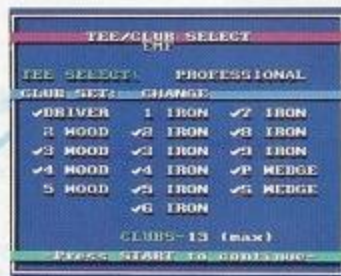 TEE/CLUB SELECT
TEE SELECT: PROFESSIONAL
CLUB SET: CHANGE
✓DRIVER 1 IRON ✓7 IRON
2 WOOD ✓2 IRON ✓8 IRON
✓3 WOOD ✓3 IRON ✓9 IRON
✓4 WOOD ✓4 IRON ✓P WEDGE
5 WOOD ✓5 IRON ✓S WEDGE
✓6 IRON
CLUBS-13 (max)
-Press START to continue-